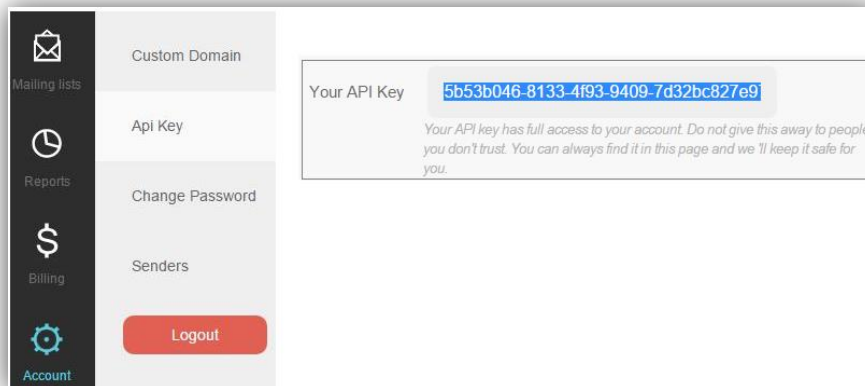 Mailing lists
Reports
Billing
Account
Custom Domain
Api Key
Change Password
Senders
Logout
Your API Key
5b53b046-8133-4f93-9409-7d32bc827e9
Your API key has full access to your account. Do not give this away to people
you don't trust. You can always find it in this page and we 'll keep it safe for
you.